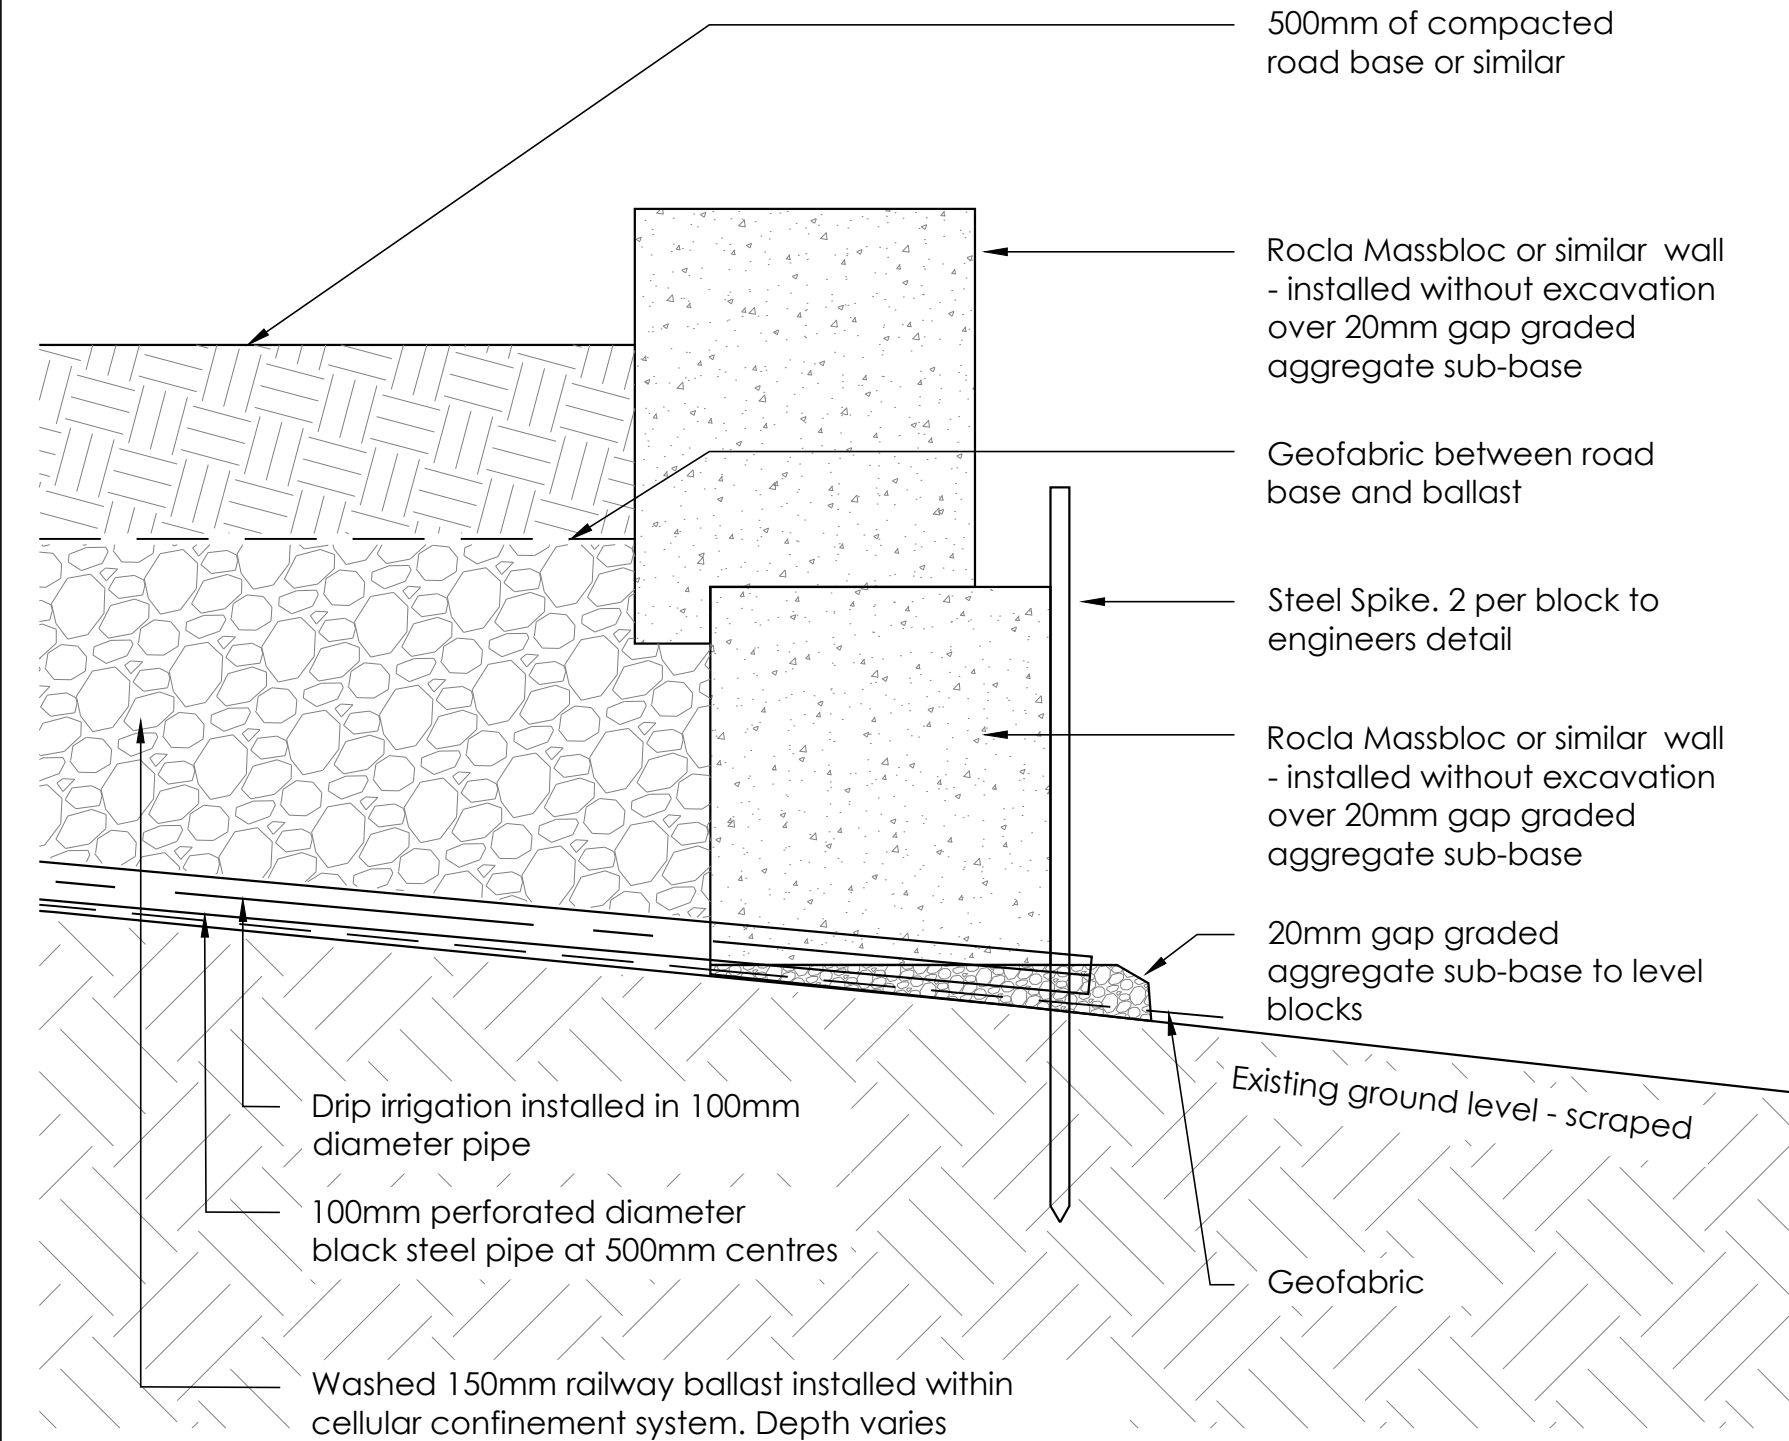 500mm of compacted
road base or similar
Rocla Massbloc or similar  wall
- installed without excavation
over 20mm gap graded
aggregate sub-base
Geofabric between road
base and ballast
Steel Spike. 2 per block to
engineers detail
Rocla Massbloc or similar  wall
- installed without excavation
over 20mm gap graded
aggregate sub-base
20mm gap graded
aggregate sub-base to level
blocks
Existing ground level - scraped
Drip irrigation installed in 100mm
diameter pipe
100mm perforated diameter
black steel pipe at 500mm centres
Geofabric
Washed 150mm railway ballast installed within
cellular confinement system. Depth varies